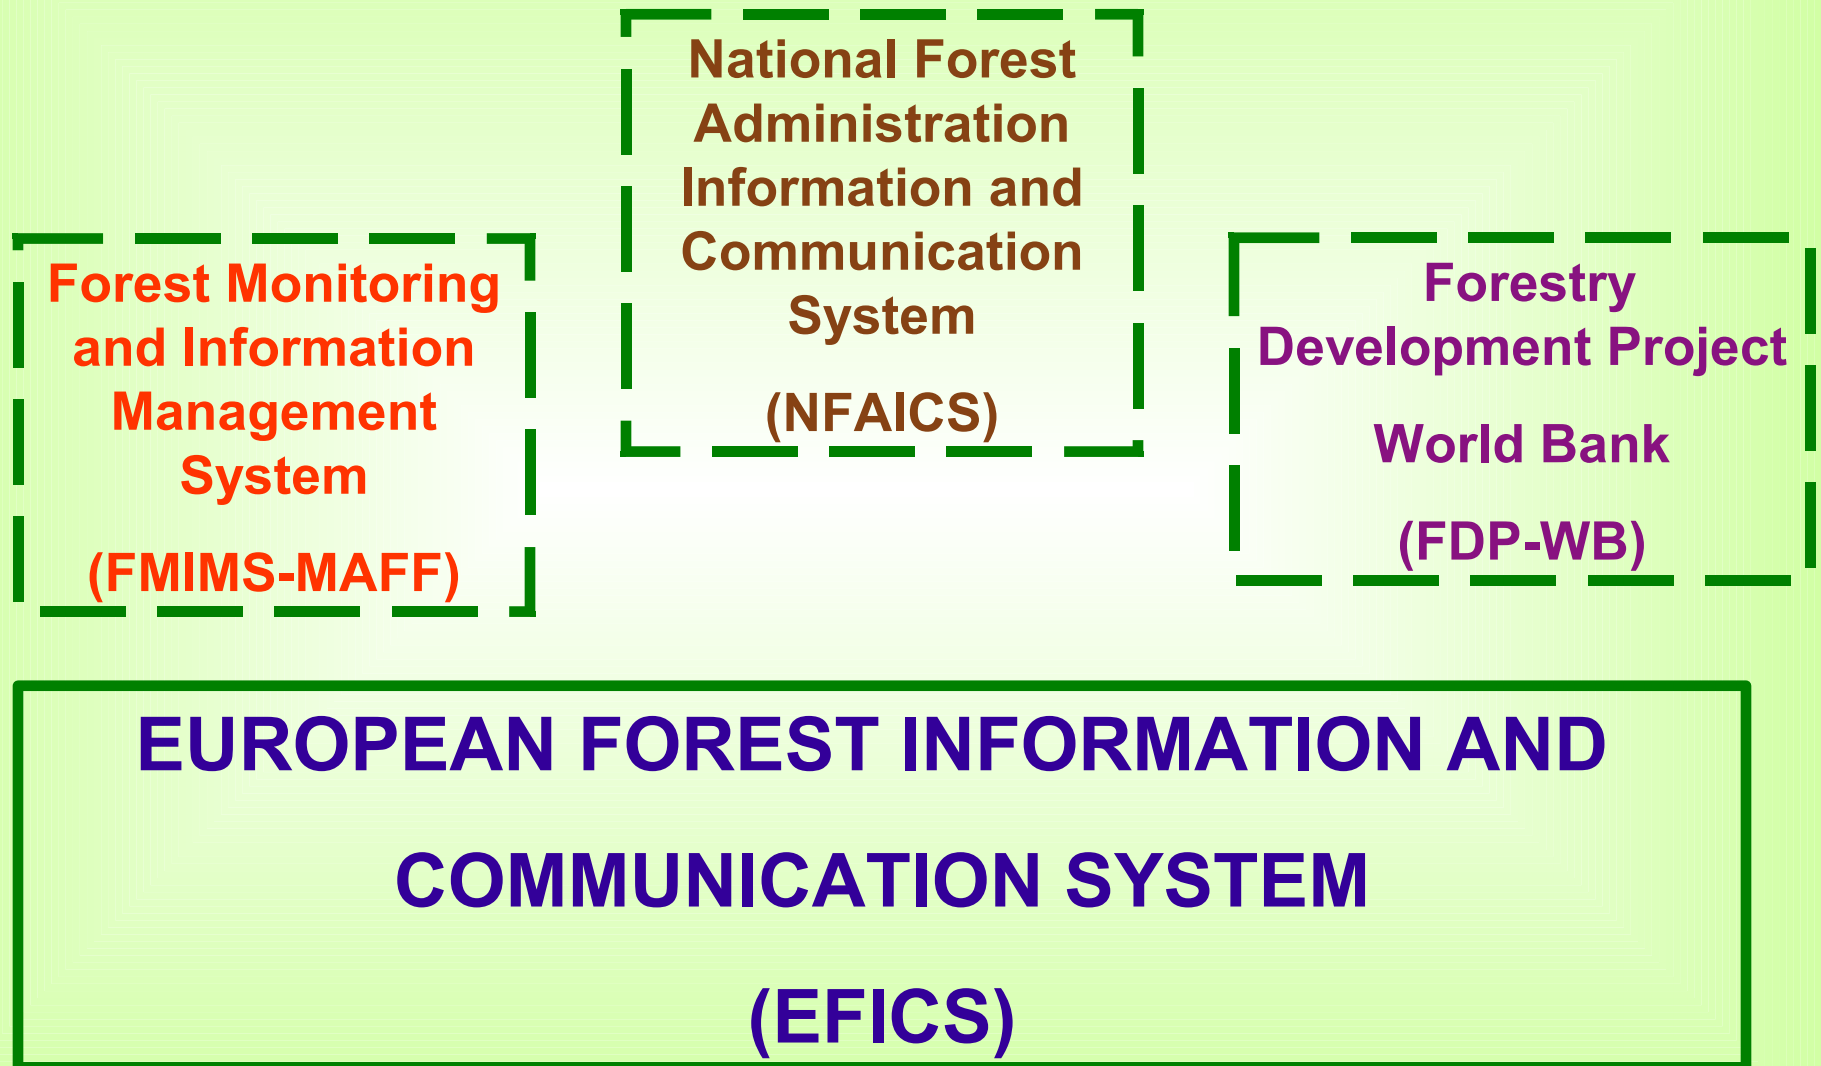 National Forest
Administration
Information and
Communication
System
(NFAICS)
Forest Monitoring
and Information
Management
System
(FMIMS-MAFF)
Forestry
Development Project
World Bank
(FDP-WB)
EUROPEAN FOREST INFORMATION AND
COMMUNICATION SYSTEM
(EFICS)